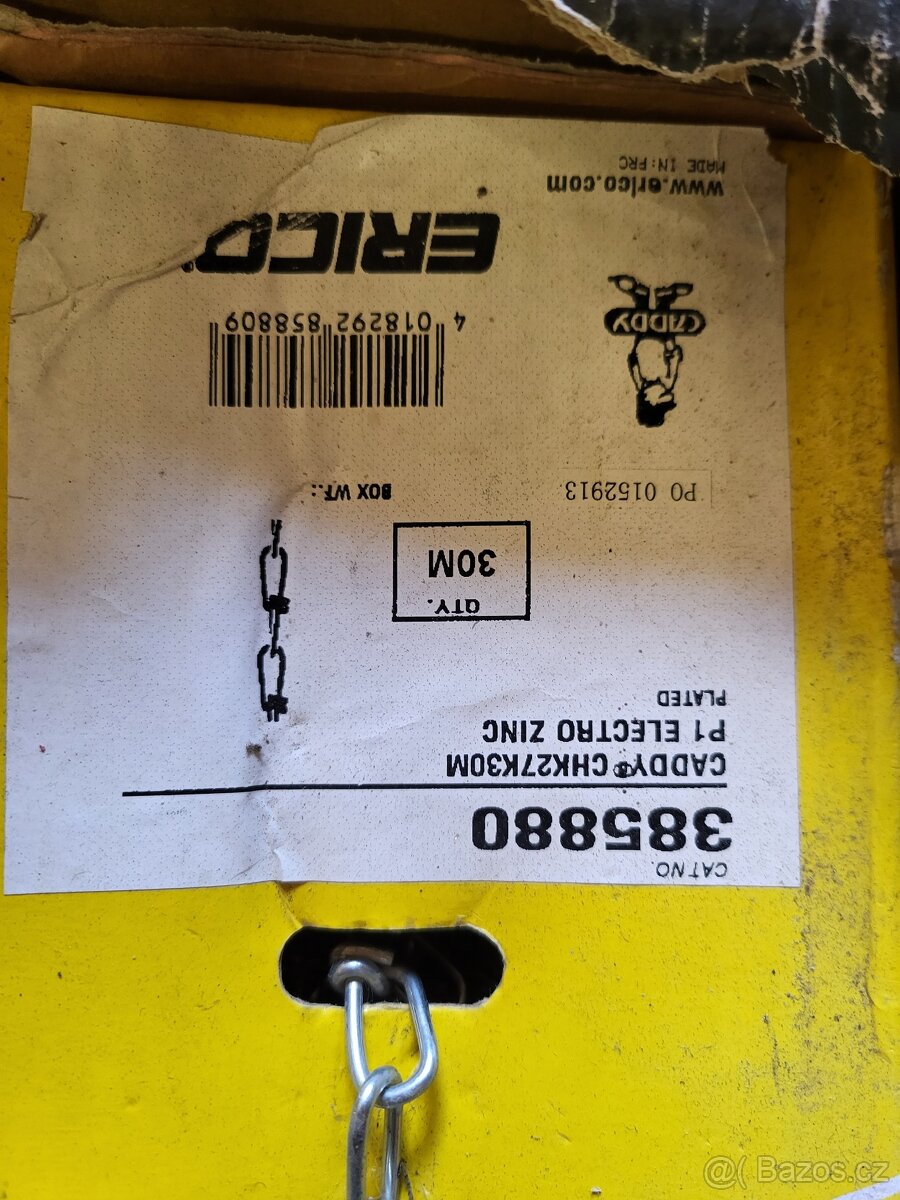 CAT NO.
385880
CADDY® CHK27K30M
P1 ELECTRO ZINC
PLATED
QTY.
30M
PO 0152913
BOX WT.:
CADDY
4 018292 858809
ERICO®
www.erico.com
MADE IN:PRC
@( Bazos.cz